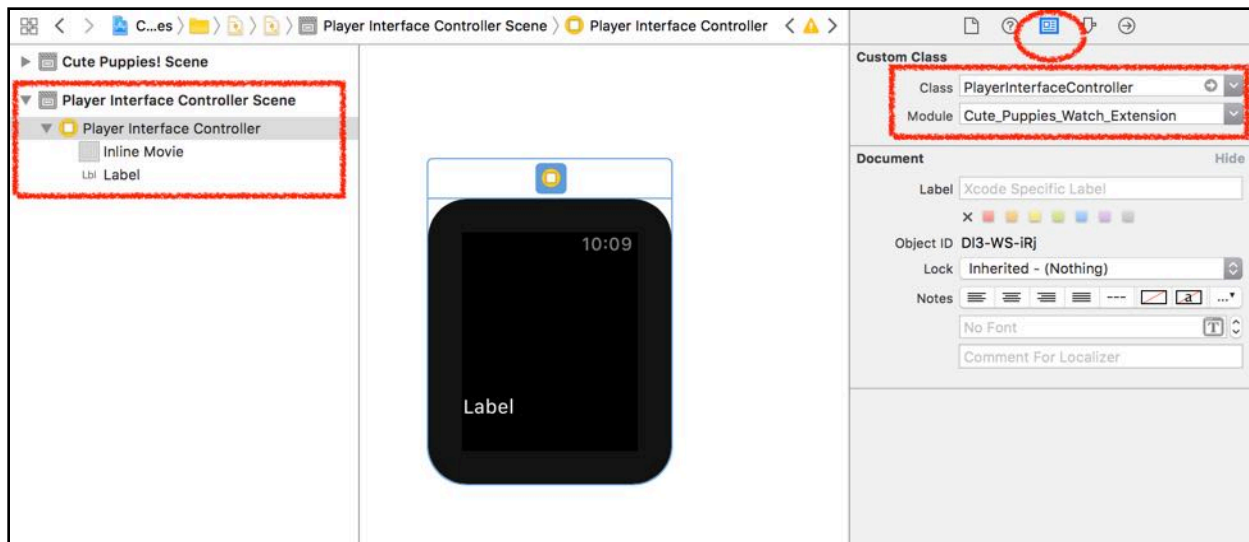 C...es Player Interface Controller Scene Player Interface Controller
Cute Puppies! Scene
Player Interface Controller Scene
Player Interface Controller
Inline Movie
Lbl Label
10:09
Label
Custom Class
Class PlayerInterfaceController
Module Cute_Puppies_Watch_Extension
Document Hide
Label Xcode Specific Label
Object ID DI3-WS-iRj
Lock Inherited - (Nothing)
Notes --- a ...
No Font T
Comment For Localizer